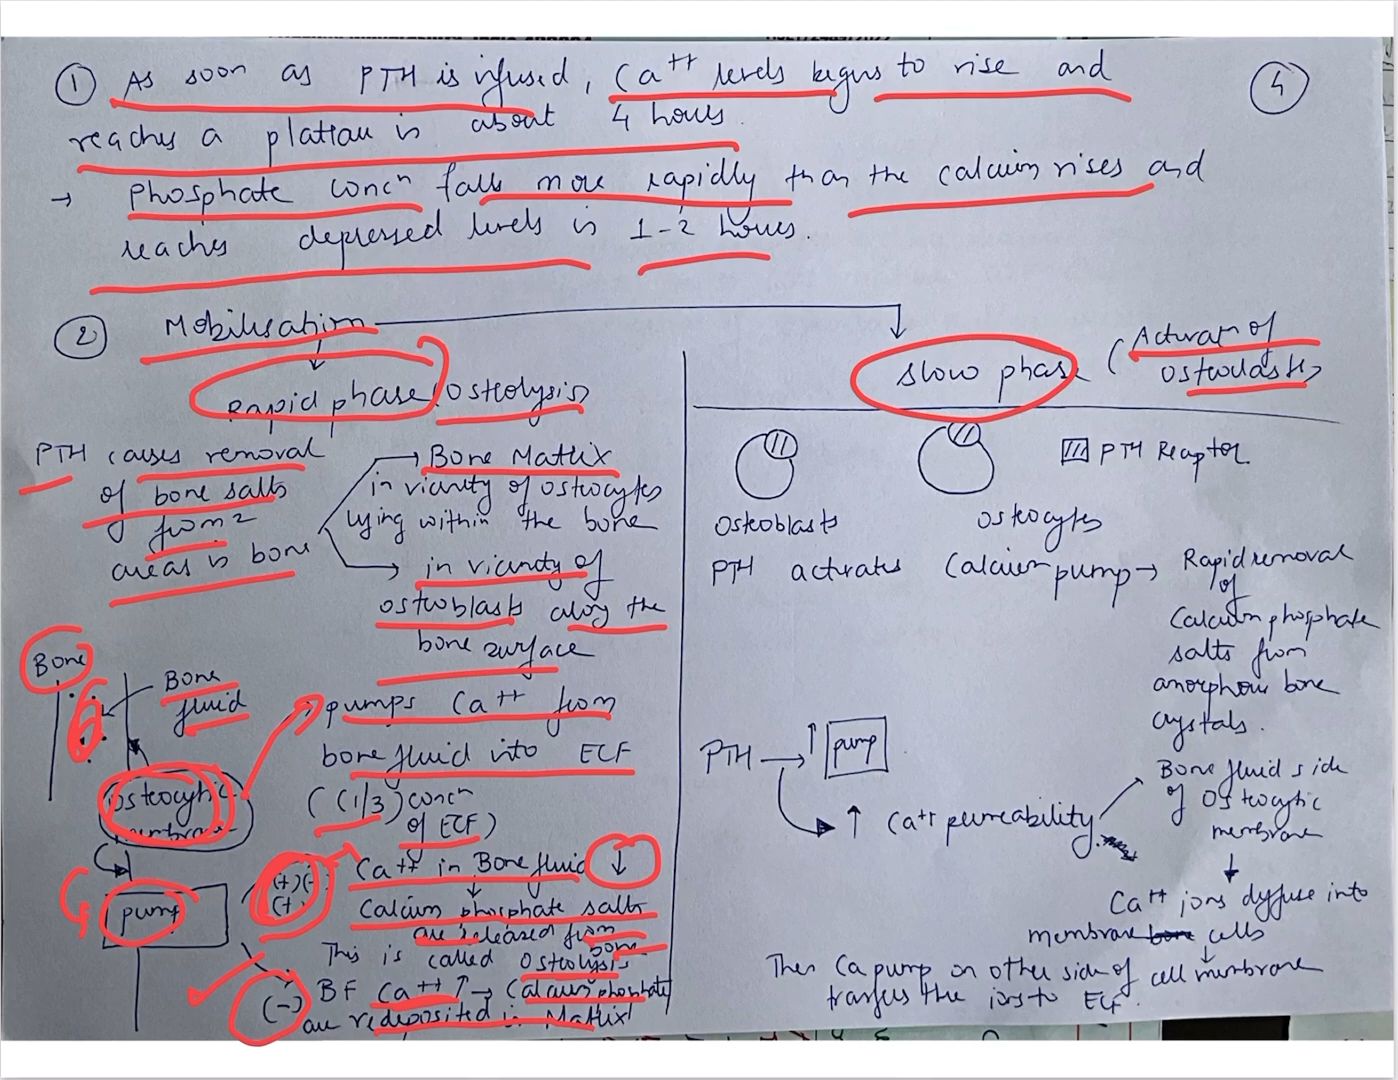 ① As soon as PTH is infused, Ca++ levels begins to rise and
reaches a plateau in about 4 hours.
④
→ Phosphate concn falls more rapidly than the calcium rises and
reaches depressed levels in 1-2 hours.
② Mobilisation
Rapid phase (Osteolysis)
PTH causes removal
of bone salts
from 2
areas in bone
→ Bone Matrix
in vicinity of osteocytes
lying within the bone
→ in vicinity of
osteoblasts along the
bone surface
Bone
Bone
fluid
Osteocytic
membrane
pump
pumps Ca++ from
bone fluid into ECF
((1/3) concn
of ECF)
(+)(-)
(+)
Ca++ in Bone fluid ↓
↓
Calcium phosphate salts
are released from
bone
This is called Osteolysis
(-) BF Ca++ ↑ → Calcium phosphate
are redeposited in Matrix
Slow phase (Activan of
osteoclasts)
PTH Receptor
Osteoblasts
Osteocytes
PTH activates Calcium pump → Rapid removal
of
Calcium phosphate
salts from
amorphous bone
crystals.
PTH → ↑ pump
↑ Ca++ permeability
Bone fluid side
of Osteocytic
membrane
↓
Ca++ ions dyffuse into
membrane cells
↓
Then Ca pump on other side of cell membrane
tranfers the ions to ECF.